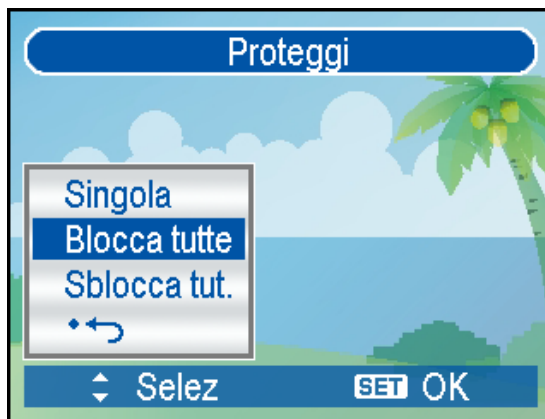 Proteggi
Singola
Blocca tutte
Sblocca tut.
Selez SET OK